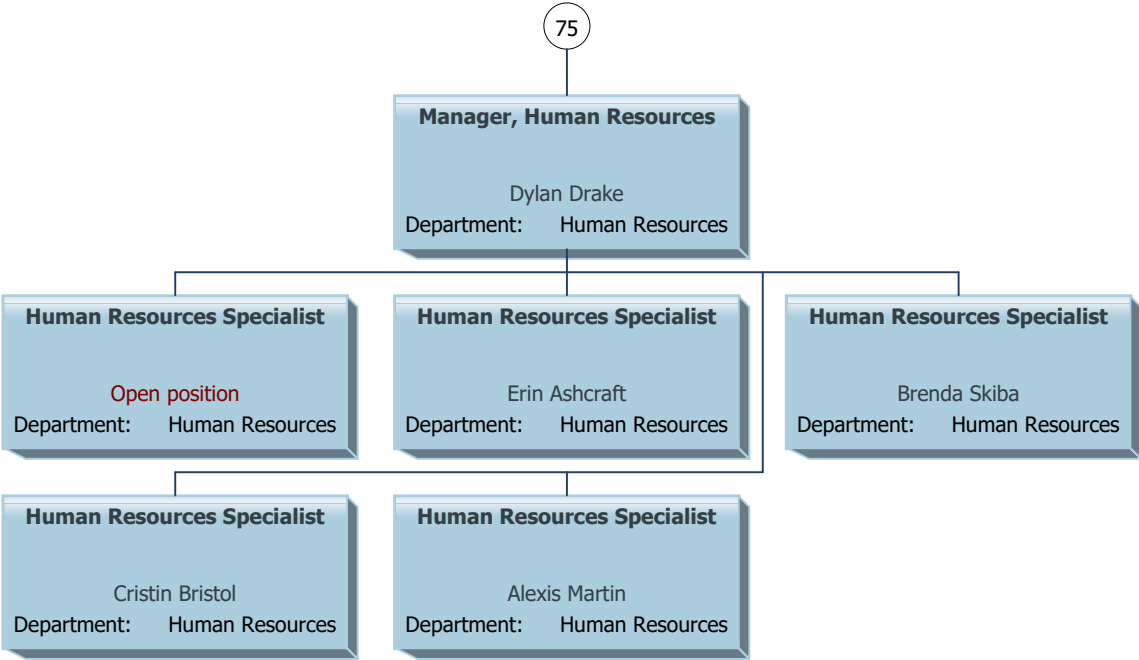 75
Manager, Human Resources
Dylan Drake
Department: Human Resources
Human Resources Specialist
Open position
Department: Human Resources
Human Resources Specialist
Erin Ashcraft
Department: Human Resources
Human Resources Specialist
Brenda Skiba
Department: Human Resources
Human Resources Specialist
Cristin Bristol
Department: Human Resources
Human Resources Specialist
Alexis Martin
Department: Human Resources